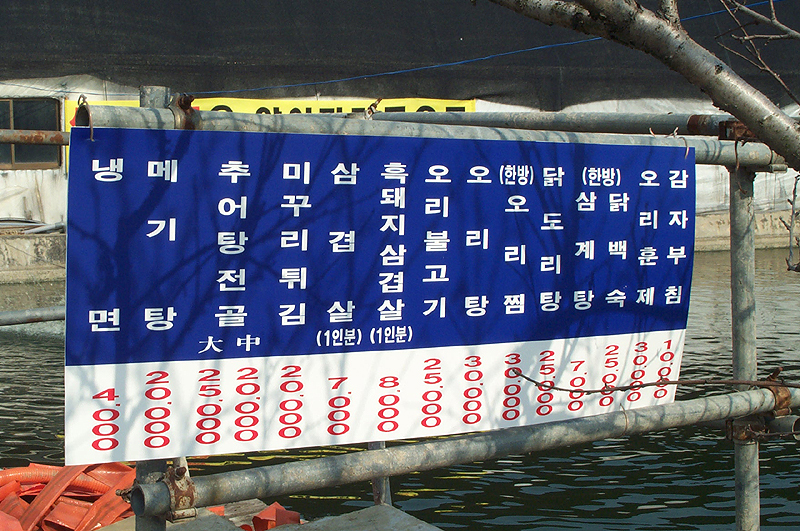 냉면
4.000
메기탕
20.000
추어탕전골
大 25.000
中 20.000
미꾸리튀김
20.000
삼겹살
(1인분)
7.000
흑돼지삼겹살
(1인분)
8.000
오리불고기
25.000
오리탕
30.000
(한방)
오리찜
30.000
닭도리탕
25.000
(한방)
삼계탕
7.000
닭백숙
25.000
오리훈제
30.000
감자부침
10.000